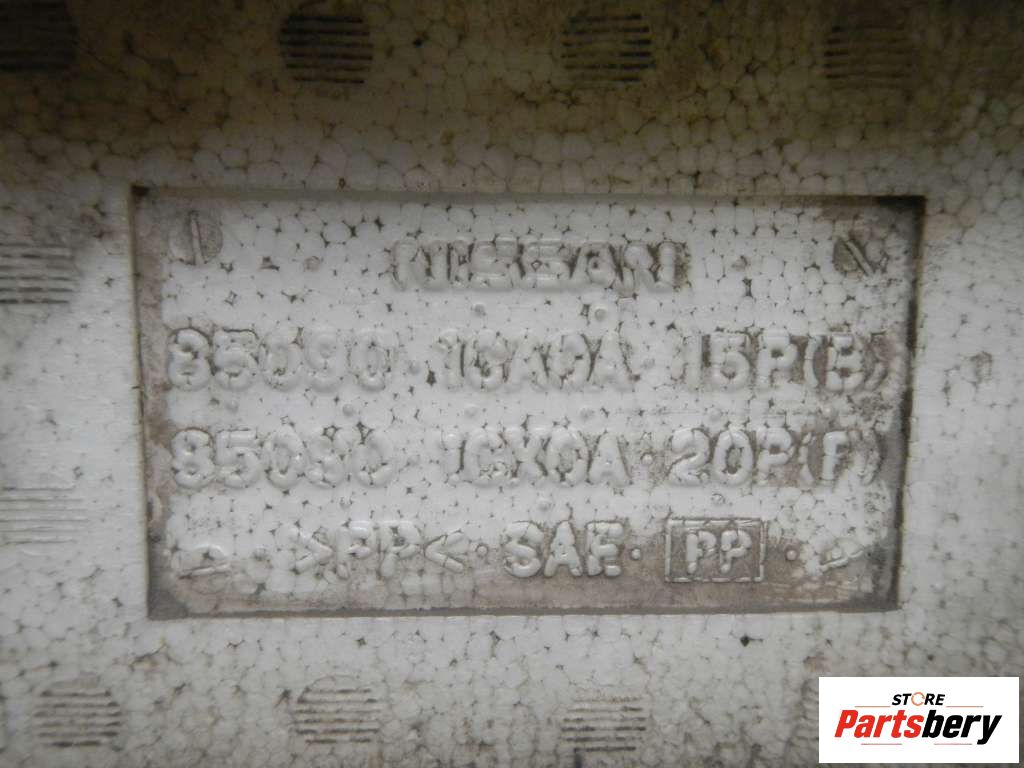 NISSAN
85090·1CA0A·15P(B)
85090·1CX0A·20P(F)
>PP<·SAE·PP·
STORE
Partsbery